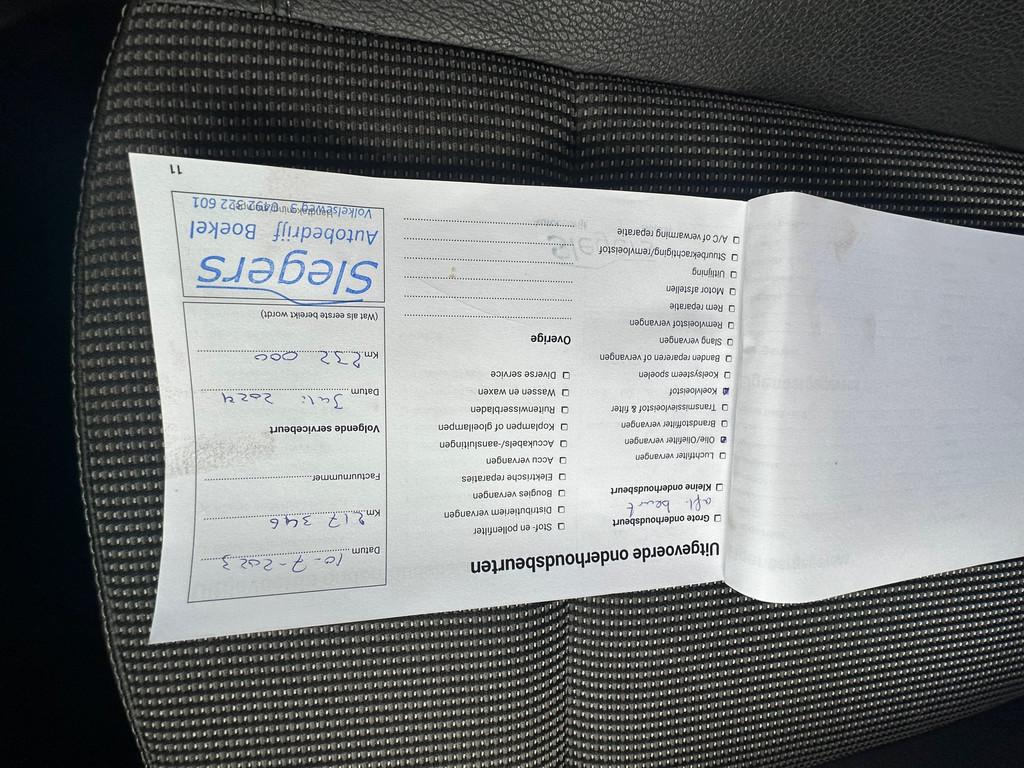 Uitgevoerde onderhoudsbeurten
☐ Grote onderhoudsbeurt
afl. beurt
☐ Kleine onderhoudsbeurt
☐ Luchtfilter vervangen
☑ Olie/Oliefilter vervangen
☐ Brandstoffilter vervangen
☐ Transmissievloeistof & filter
☑ Koelvloeistof
☐ Koelsysteem spoelen
☐ Banden repareren of vervangen
☐ Slang vervangen
☐ Remvloeistof vervangen
☐ Rem reparatie
☐ Motor afstellen
☐ Uitlijning
☐ Stuurbekrachtiging/remvloeistof
☐ A/C of verwarming reparatie
☐ Stof- en pollenfilter
☐ Distributieriem vervangen
☐ Bougies vervangen
☐ Elektrische reparaties
☐ Accu vervangen
☐ Accukabels/-aansluitingen
☐ Koplampen of gloeilampen
☐ Ruitenwisserbladen
☐ Wassen en waxen
☐ Diverse service
Overige
Datum 10-7-2023
Km 217 346
Factuurnummer
Volgende servicebeurt
Datum Juli 2024
Km 232 000
(Wat als eerste bereikt wordt)
Slegers
Autobedrijf Boekel
Volkelseweg 9 0492 322 601
11